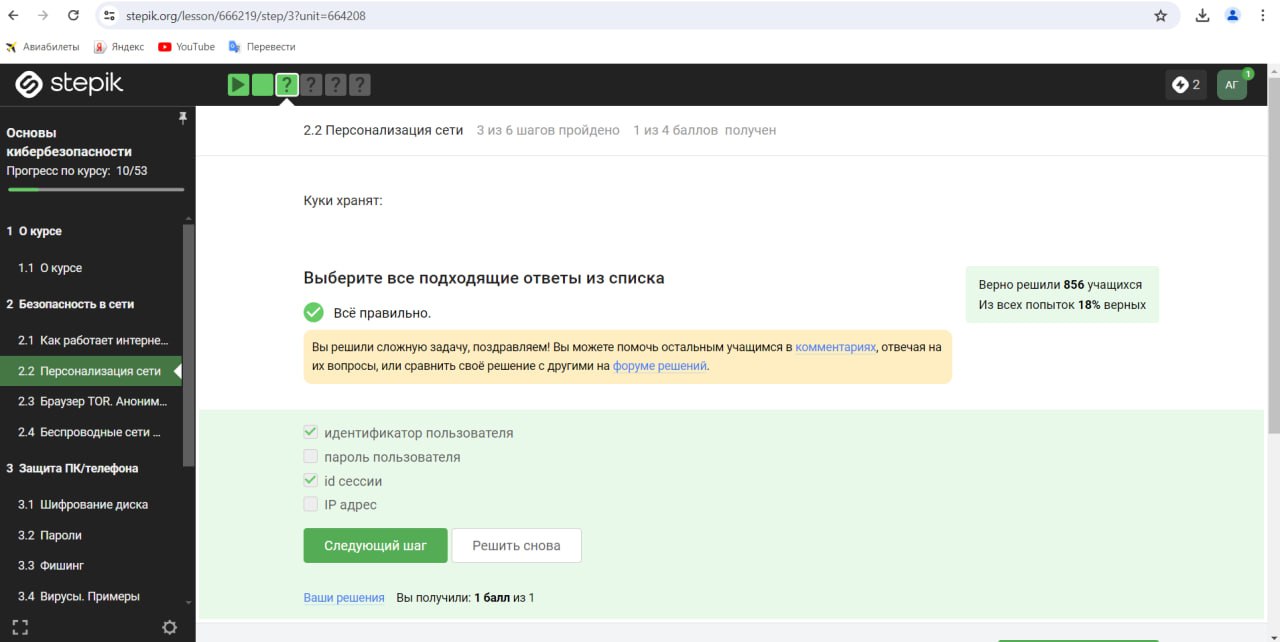 stepik.org/lesson/666219/step/3?unit=664208
Авиабилеты Яндекс YouTube Перевести
stepik
? ? ? ?
2
АГ
1
Основы
кибербезопасности
Прогресс по курсу: 10/53
1 О курсе
1.1 О курсе
2 Безопасность в сети
2.1 Как работает интерне...
2.2 Персонализация сети
2.3 Браузер TOR. Аноним...
2.4 Беспроводные сети ...
3 Защита ПК/телефона
3.1 Шифрование диска
3.2 Пароли
3.3 Фишинг
3.4 Вирусы. Примеры
2.2 Персонализация сети 3 из 6 шагов пройдено 1 из 4 баллов получен
Куки хранят:
Выберите все подходящие ответы из списка
Всё правильно.
Вы решили сложную задачу, поздравляем! Вы можете помочь остальным учащимся в комментариях, отвечая на
их вопросы, или сравнить своё решение с другими на форуме решений.
Верно решили 856 учащихся
Из всех попыток 18% верных
идентификатор пользователя
пароль пользователя
id сессии
IP адрес
Следующий шаг Решить снова
Ваши решения Вы получили: 1 балл из 1